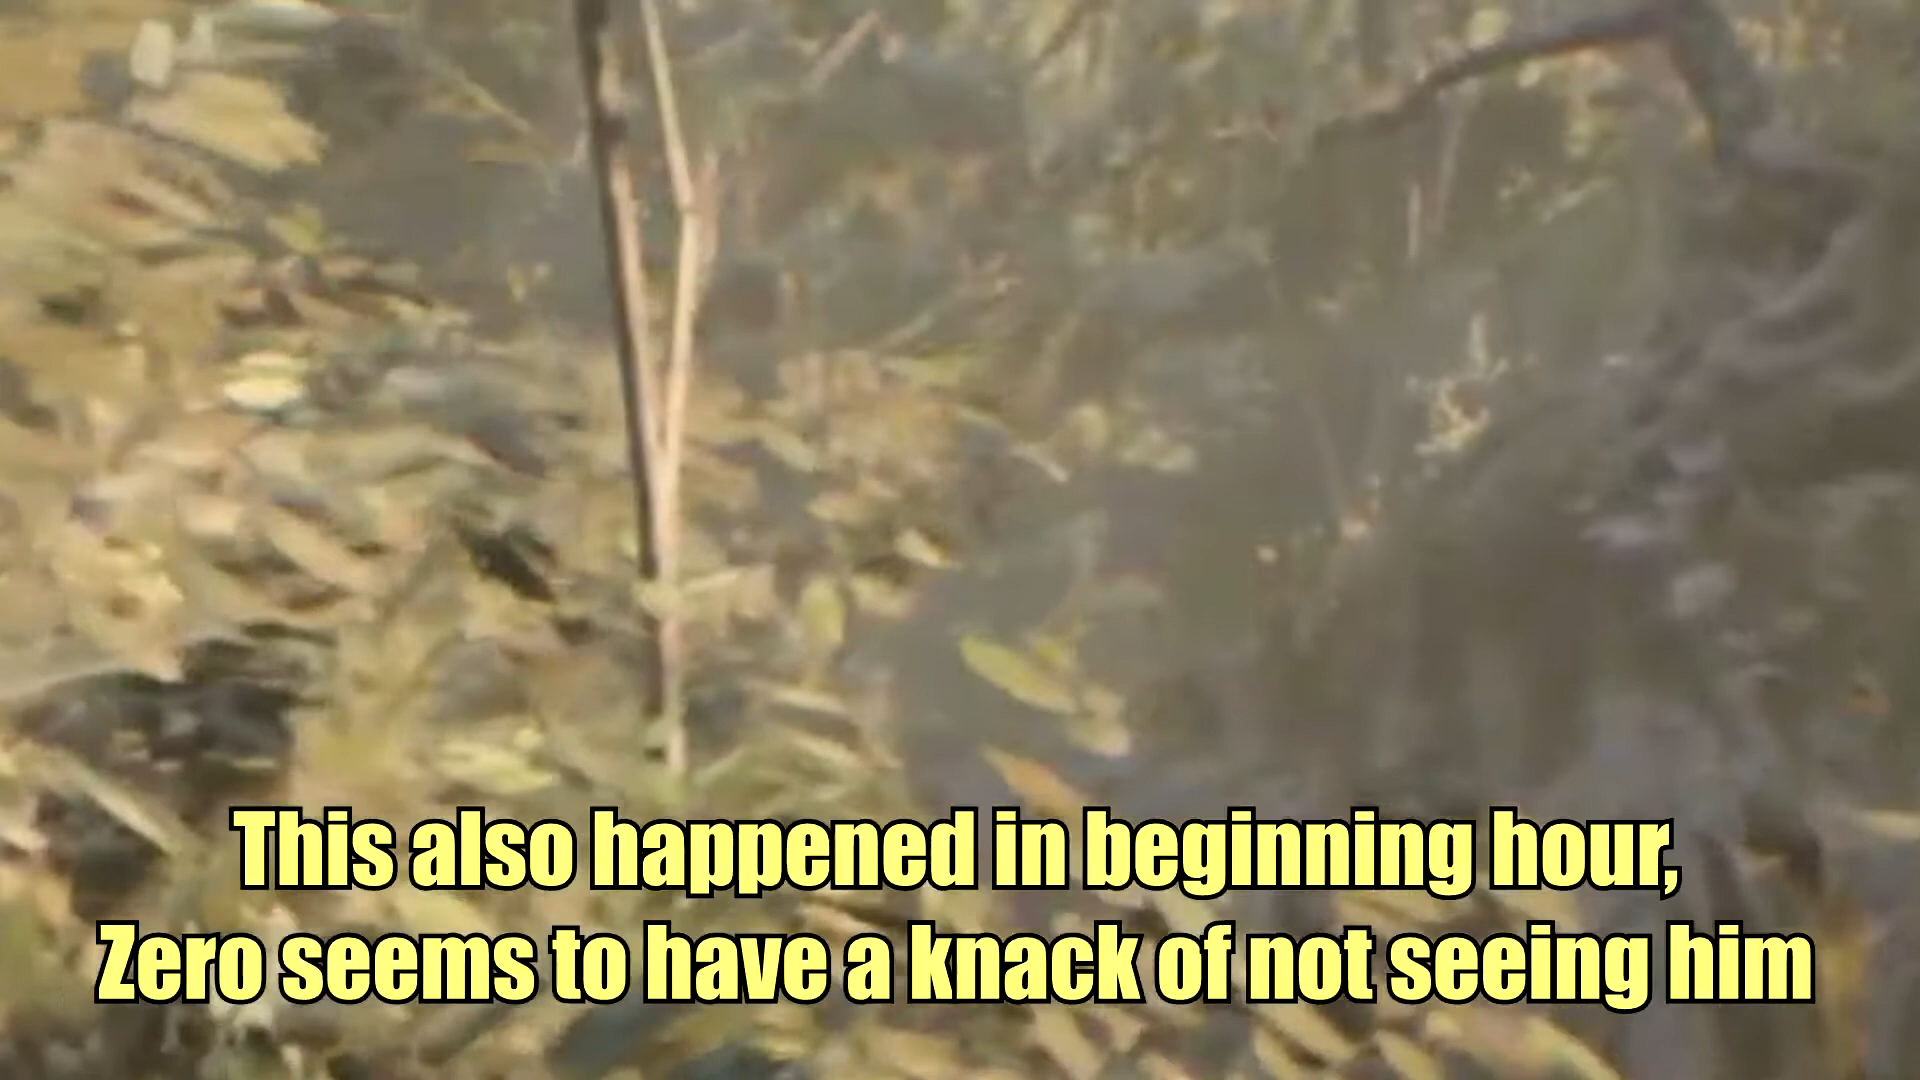 This also happened in beginning hour,
Zero seems to have a knack of not seeing him